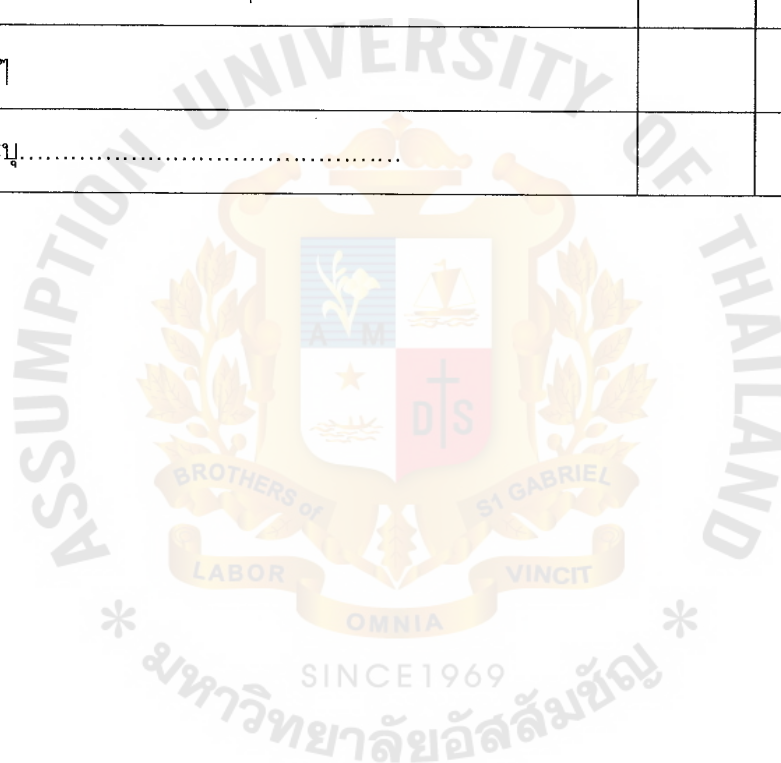 ๆ
ุ........................................
UNIVERSITY OF
ASSUMPTION
THAILAND
A M
D S
BROTHERS of
ST GABRIEL
LABOR
VINCIT
OMNIA
* *
SINCE1969
มหาวิทยาลัยอัสสัมชัญ